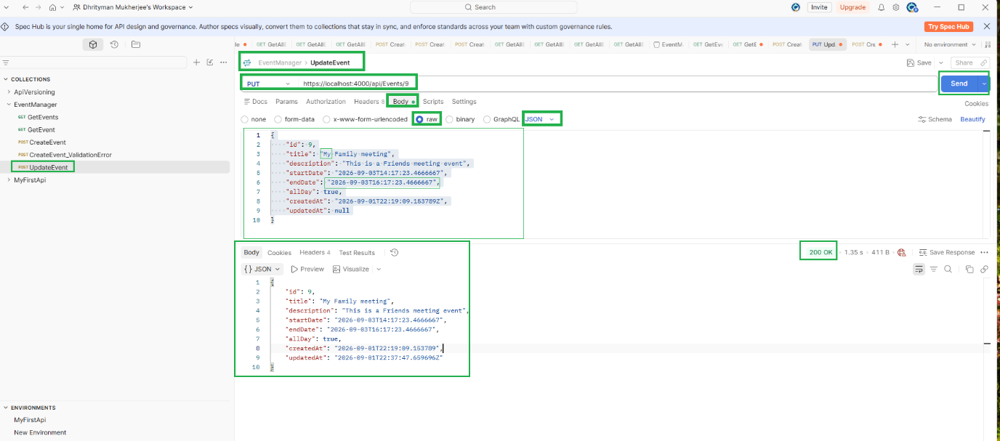 Dhrityman Mukherjee's Workspace
Search
Invite
Upgrade
Spec Hub is your single home for API design and governance. Author specs visually, convert them to collections that stay in sync, and enforce standards across your team with custom governance rules.
Try Spec Hub
GET GetAllE
GET GetAllE
GET GetAllE
POST Creat
POST Creat
POST Creat
GET GetAllE
GET GetAllE
GET GetAllE
GET GetAllE
EventM.
GET GetEve
GET GetE
POST Creat
PUT Upd.
POST Cre
No environment
EventManager > UpdateEvent
Save
Share
PUT
https://localhost:4000/api/Events/9
Send
Docs
Params
Authorization
Headers 8
Body
Scripts
Settings
Cookies
none
form-data
x-www-form-urlencoded
raw
binary
GraphQL
JSON
Schema
Beautify
COLLECTIONS
ApiVersioning
EventManager
GET GetEvents
GET GetEvent
POST CreateEvent
POST CreateEvent_ValidationError
POST UpdateEvent
MyFirstApi
1 {
2 "id": 9,
3 "title": "My Family meeting",
4 "description": "This is a Friends meeting event",
5 "startDate": "2026-09-03T14:17:23.4666667",
6 "endDate": "2026-09-03T16:17:23.4666667",
7 "allDay": true,
8 "createdAt": "2026-09-01T22:19:09.153789Z",
9 "updatedAt": null
10 }
Body
Cookies
Headers 4
Test Results
200 OK
1.35 s
411 B
Save Response
{} JSON
Preview
Visualize
1 {
2 "id": 9,
3 "title": "My Family meeting",
4 "description": "This is a Friends meeting event",
5 "startDate": "2026-09-03T14:17:23.4666667",
6 "endDate": "2026-09-03T16:17:23.4666667",
7 "allDay": true,
8 "createdAt": "2026-09-01T22:19:09.153789",
9 "updatedAt": "2026-09-01T22:37:47.659696Z"
10 }
ENVIRONMENTS
MyFirstApi
New Environment